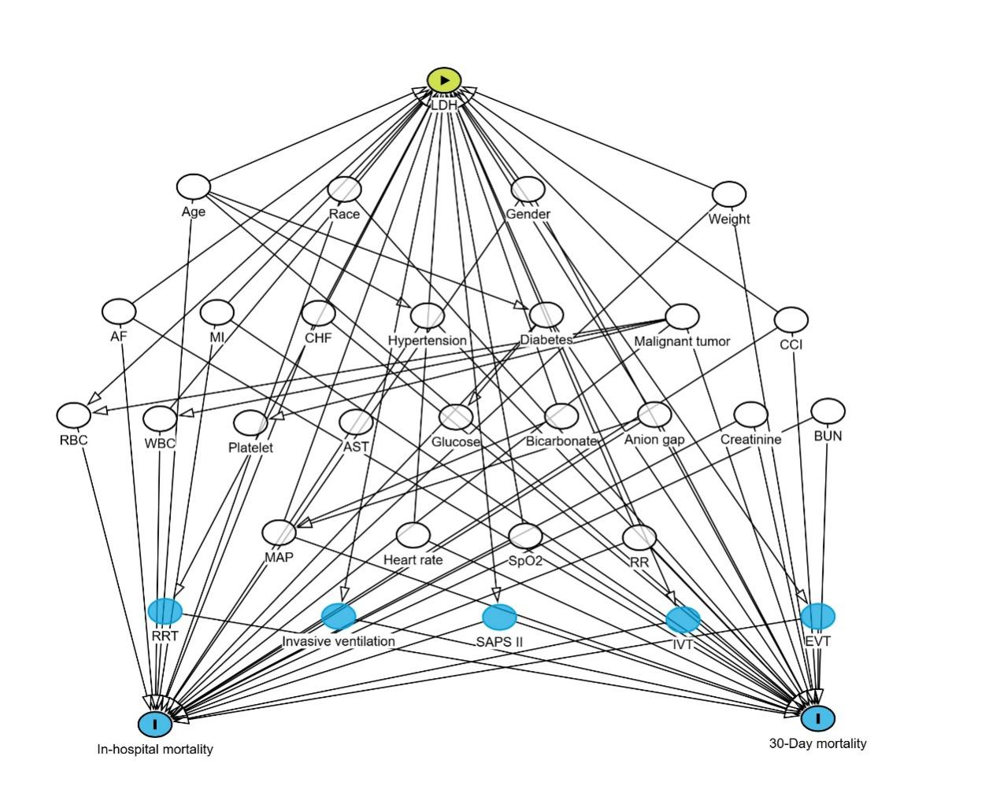 LDH
Age
Race
Gender
Weight
AF
MI
CHF
Hypertension
Diabetes
Malignant tumor
CCI
RBC
WBC
Platelet
AST
Glucose
Bicarbonate
Anion gap
Creatinine
BUN
MAP
Heart rate
SpO2
RR
RRT
Invasive ventilation
SAPS II
IVT
EVT
In-hospital mortality
30-Day mortality